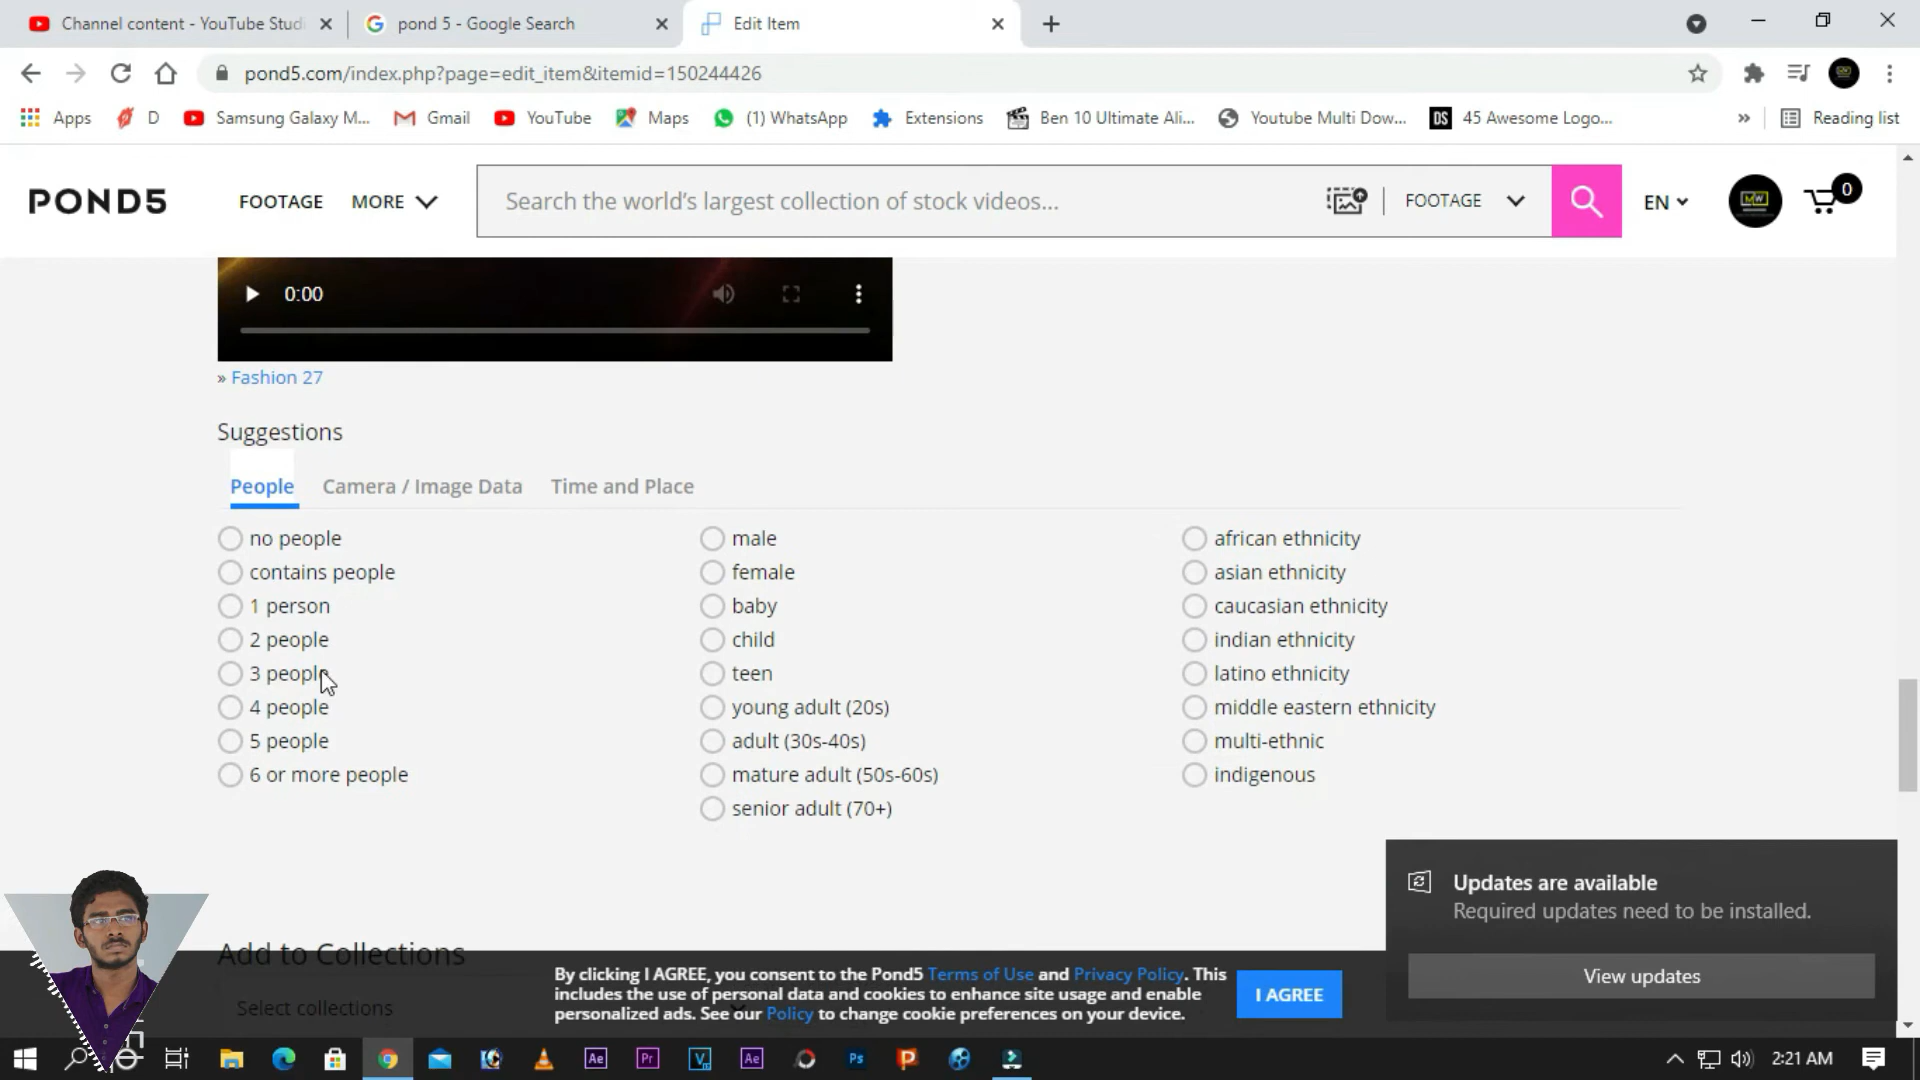 Channel content - YouTube Studi
pond 5 - Google Search
Edit Item
pond5.com/index.php?page=edit_item&itemid=150244426
Apps
D
Samsung Galaxy M...
Gmail
YouTube
Maps
(1) WhatsApp
Extensions
Ben 10 Ultimate Ali...
Youtube Multi Dow...
DS 45 Awesome Logo...
»
Reading list
POND5
FOOTAGE
MORE
Search the world's largest collection of stock videos...
FOOTAGE
EN
MW
0
0:00
» Fashion 27
Suggestions
People
Camera / Image Data
Time and Place
no people
contains people
1 person
2 people
3 people
4 people
5 people
6 or more people
male
female
baby
child
teen
young adult (20s)
adult (30s-40s)
mature adult (50s-60s)
senior adult (70+)
african ethnicity
asian ethnicity
caucasian ethnicity
indian ethnicity
latino ethnicity
middle eastern ethnicity
multi-ethnic
indigenous
Updates are available
Required updates need to be installed.
View updates
Add to Collections
Select collections
By clicking I AGREE, you consent to the Pond5 Terms of Use and Privacy Policy. This
includes the use of personal data and cookies to enhance site usage and enable
personalized ads. See our Policy to change cookie preferences on your device.
I AGREE
Ae
Pr
Ae
Ps
2:21 AM